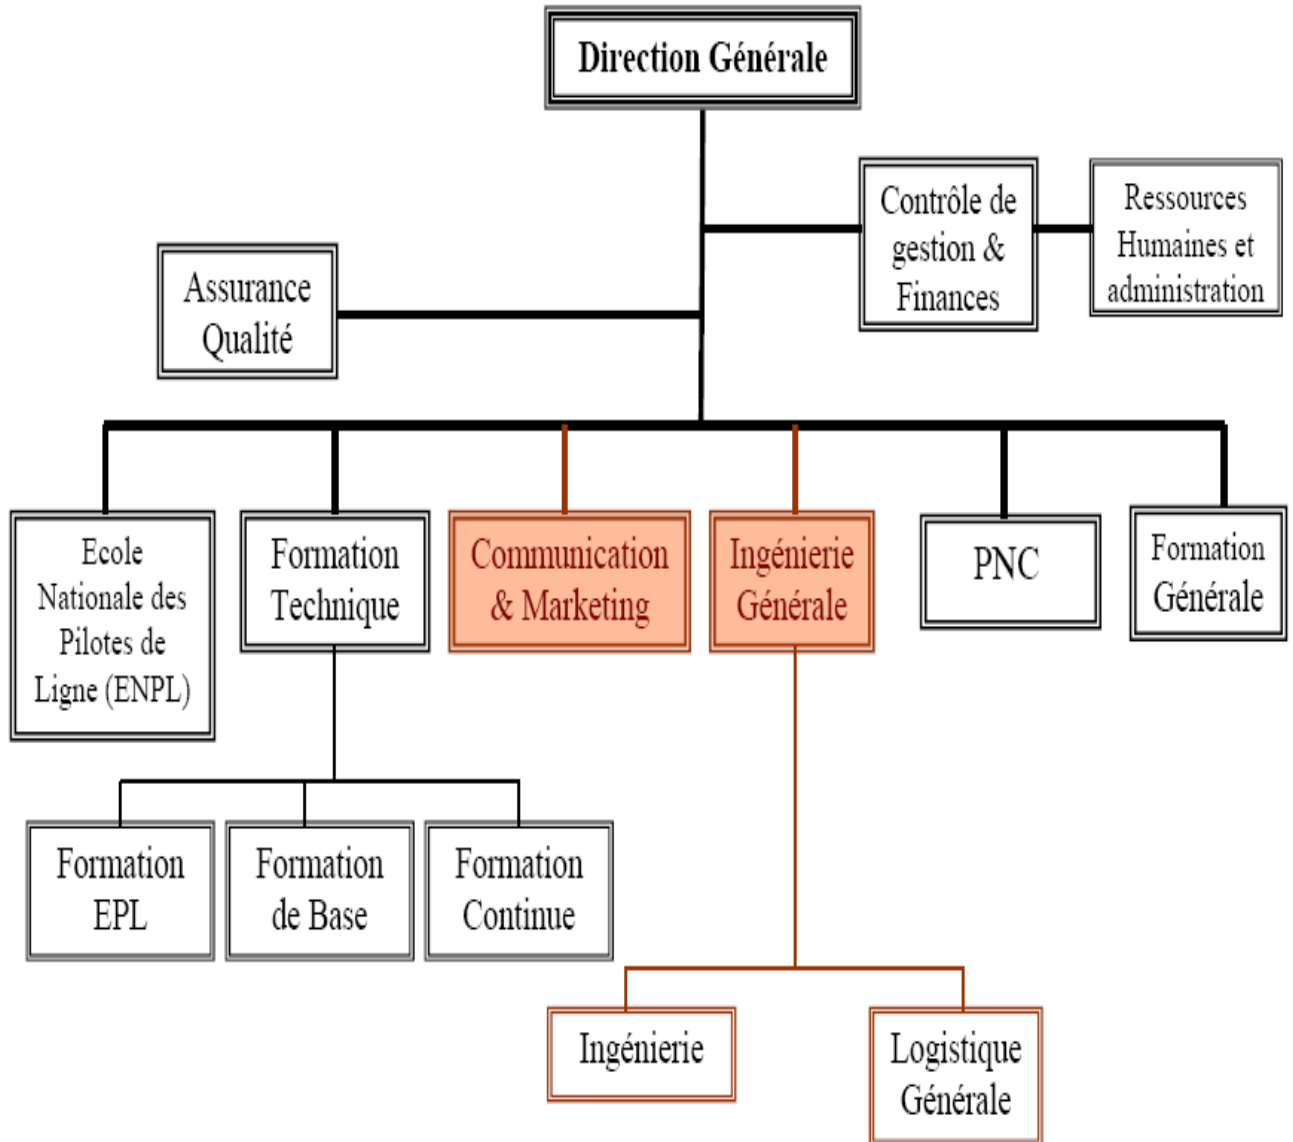 Direction Générale
Contrôle de
gestion &
Finances
Ressources
Humaines et
administration
Assurance
Qualité
Ecole
Nationale des
Pilotes de
Ligne (ENPL)
Formation
Technique
Communication
& Marketing
Ingénierie
Générale
PNC
Formation
Générale
Formation
EPL
Formation
de Base
Formation
Continue
Ingénierie
Logistique
Générale